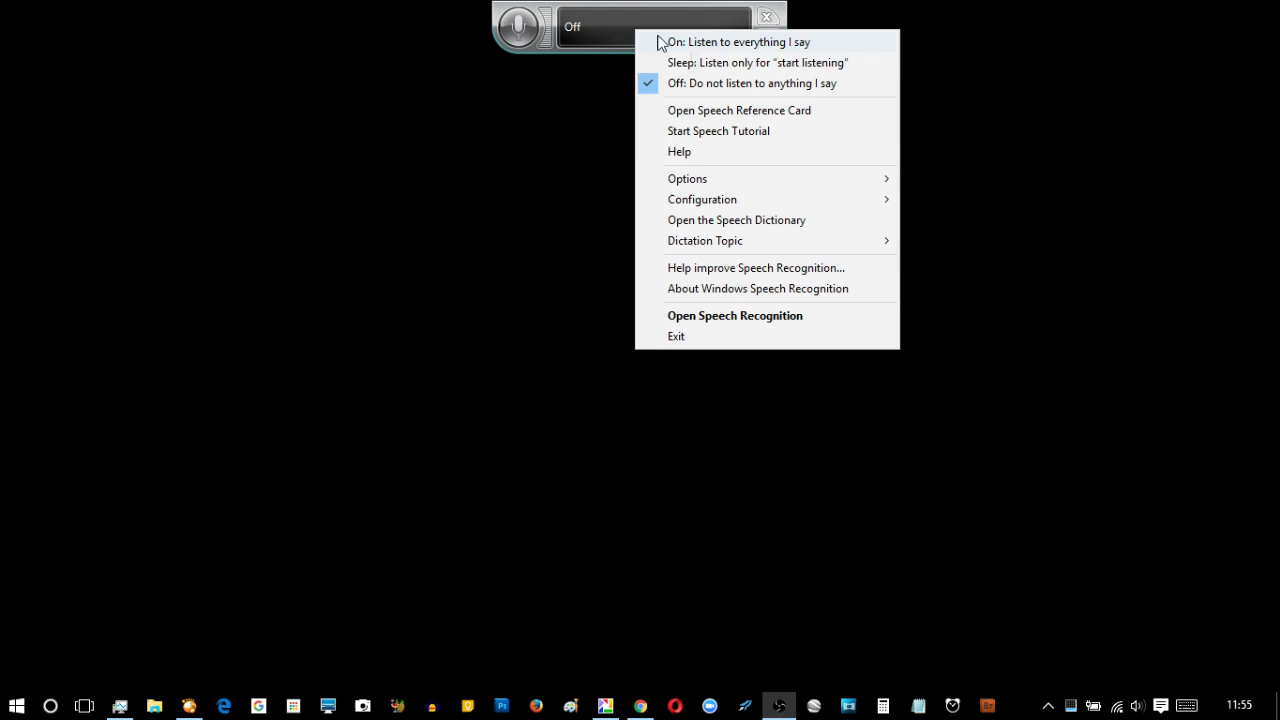 Off
On: Listen to everything I say
Sleep: Listen only for “start listening”
Off: Do not listen to anything I say
Open Speech Reference Card
Start Speech Tutorial
Help
Options
Configuration
Open the Speech Dictionary
Dictation Topic
Help improve Speech Recognition...
About Windows Speech Recognition
Open Speech Recognition
Exit
Ps
Br
11:55